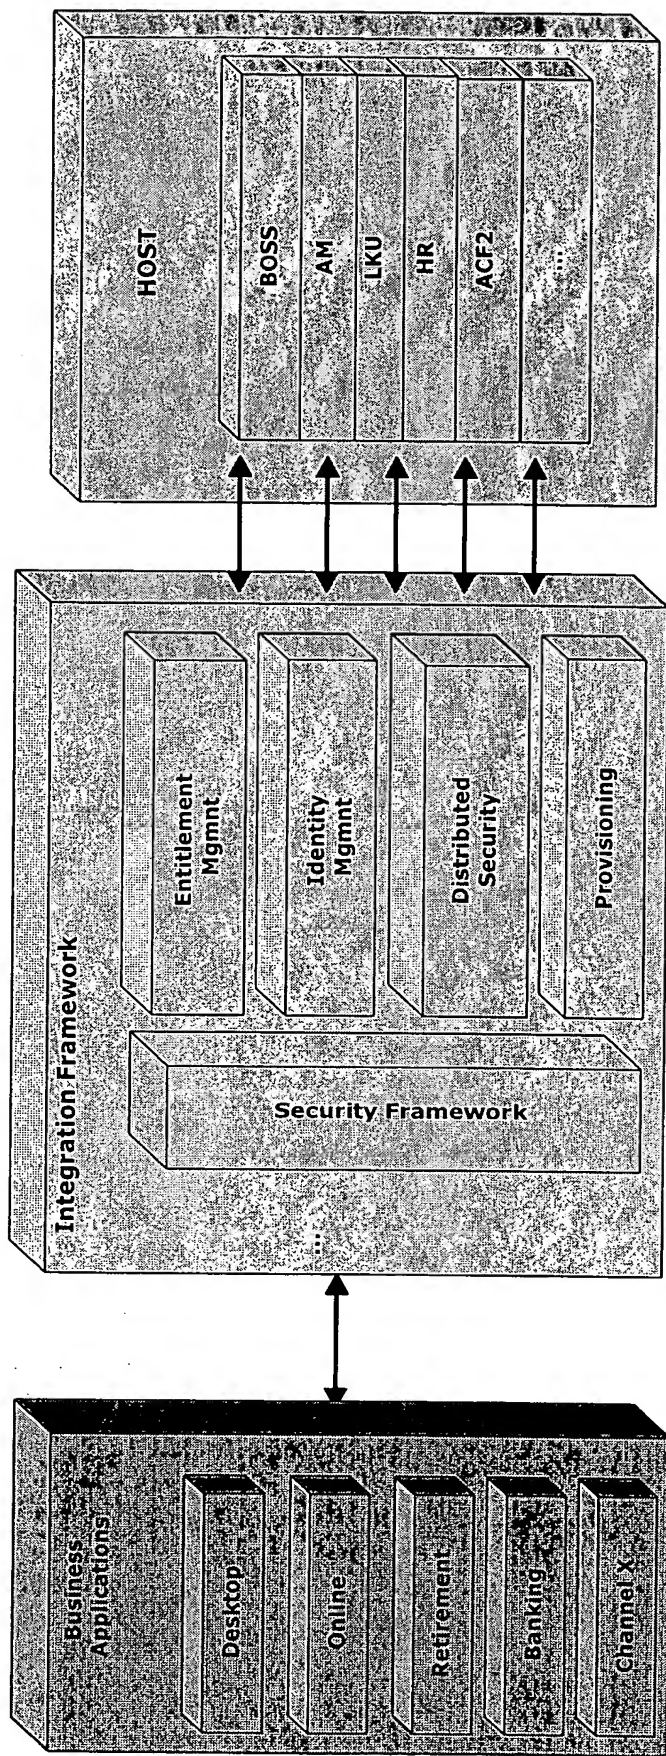 Business
Applications
Desktop
Online
Retirement
Banking
Channel X
Integration Framework
...
Security Framework
Entitlement
Mgmnt
Identity
Mgmnt
Distributed
Security
Provisioning
HOST
BOSS
AM
LKU
HR
ACF2
...